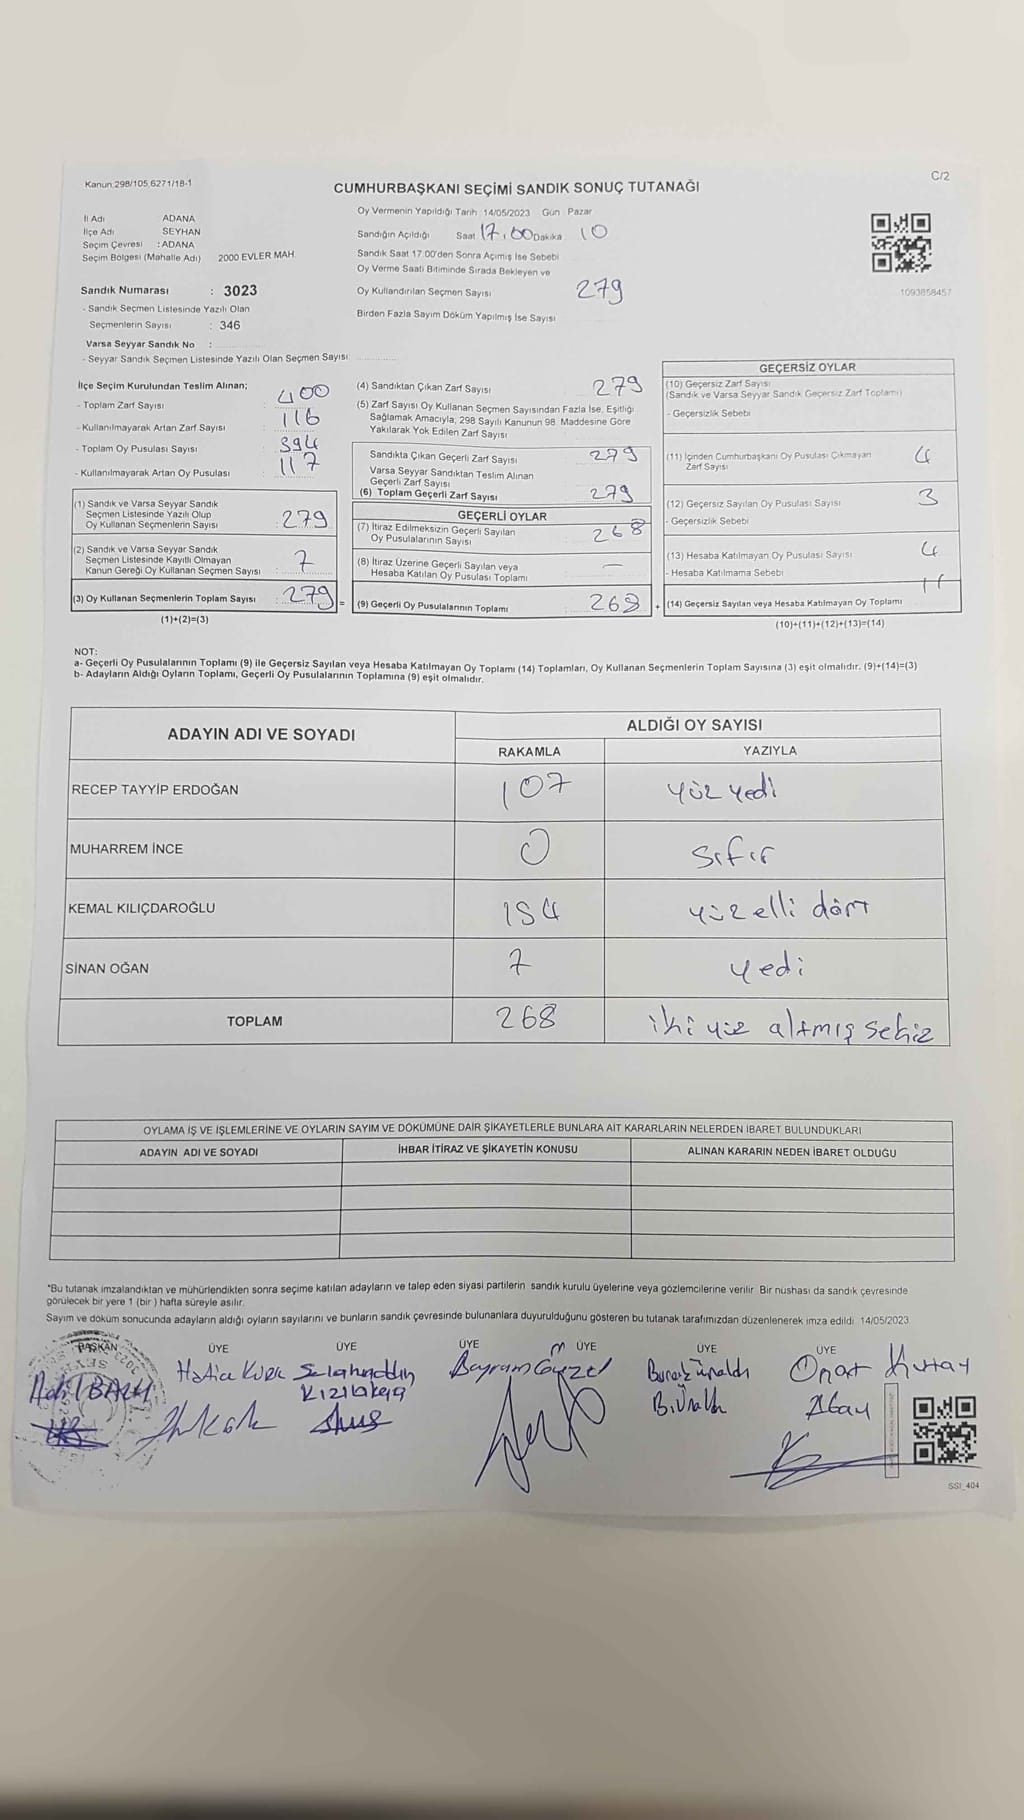 Kanun:298/105,6271/18-1
C/2
CUMHURBAŞKANI SEÇİMİ SANDIK SONUÇ TUTANAĞI
İl Adı ADANA
İlçe Adı SEYHAN
Seçim Çevresi : ADANA
Seçim Bölgesi (Mahalle Adı) 2000 EVLER MAH.
Sandık Numarası : 3023
- Sandık Seçmen Listesinde Yazılı Olan
Seçmenlerin Sayısı : 346
Varsa Seyyar Sandık No :
- Seyyar Sandık Seçmen Listesinde Yazılı Olan Seçmen Sayısı:
Oy Vermenin Yapıldığı Tarih 14/05/2023 Gün Pazar
Sandığın Açıldığı Saat 17,00 Dakika 10
Sandık Saat 17:00'den Sonra Açımış İse Sebebi
Oy Verme Saati Bitiminde Sırada Bekleyen ve
Oy Kullandırılan Seçmen Sayısı 279
Birden Fazla Sayım Döküm Yapılmış İse Sayısı
1093858457
İlçe Seçim Kurulundan Teslim Alınan;
- Toplam Zarf Sayısı : 400
- Kullanılmayarak Artan Zarf Sayısı : 116
- Toplam Oy Pusulası Sayısı : 394
- Kullanılmayarak Artan Oy Pusulası : 117
(1) Sandık ve Varsa Seyyar Sandık
Seçmen Listesinde Yazılı Olup
Oy Kullanan Seçmenlerin Sayısı : 279
(2) Sandık ve Varsa Seyyar Sandık
Seçmen Listesinde Kayıtlı Olmayan
Kanun Gereği Oy Kullanan Seçmen Sayısı : 7
(3) Oy Kullanan Seçmenlerin Toplam Sayısı : 279 =
(1)+(2)=(3)
(4) Sandıktan Çıkan Zarf Sayısı 279
(5) Zarf Sayısı Oy Kullanan Seçmen Sayısından Fazla İse, Eşitliği
Sağlamak Amacıyla, 298 Sayılı Kanunun 98. Maddesine Göre
Yakılarak Yok Edilen Zarf Sayısı
Sandıkta Çıkan Geçerli Zarf Sayısı 279
Varsa Seyyar Sandıktan Teslim Alınan
Geçerli Zarf Sayısı
(6) Toplam Geçerli Zarf Sayısı 279
GEÇERLİ OYLAR
(7) İtiraz Edilmeksizin Geçerli Sayılan
Oy Pusulalarının Sayısı 268
(8) İtiraz Üzerine Geçerli Sayılan veya
Hesaba Katılan Oy Pusulası Toplamı —
(9) Geçerli Oy Pusulalarının Toplamı 268 +
GEÇERSİZ OYLAR
(10) Geçersiz Zarf Sayısı
(Sandık ve Varsa Seyyar Sandık Geçersiz Zarf Toplamı)
- Geçersizlik Sebebi
(11) İçinden Cumhurbaşkanı Oy Pusulası Çıkmayan
Zarf Sayısı 4
(12) Geçersiz Sayılan Oy Pusulası Sayısı 3
- Geçersizlik Sebebi
(13) Hesaba Katılmayan Oy Pusulası Sayısı 4
- Hesaba Katılmama Sebebi
(14) Geçersiz Sayılan veya Hesaba Katılmayan Oy Toplamı 11
(10)+(11)+(12)+(13)=(14)
NOT:
a- Geçerli Oy Pusulalarının Toplamı (9) ile Geçersiz Sayılan veya Hesaba Katılmayan Oy Toplamı (14) Toplamları, Oy Kullanan Seçmenlerin Toplam Sayısına (3) eşit olmalıdır. (9)+(14)=(3)
b- Adayların Aldığı Oyların Toplamı, Geçerli Oy Pusulalarının Toplamına (9) eşit olmalıdır.
ADAYIN ADI VE SOYADI ALDIĞI OY SAYISI
RAKAMLA YAZIYLA
RECEP TAYYİP ERDOĞAN 107 yüz yedi
MUHARREM İNCE 0 sıfır
KEMAL KILIÇDAROĞLU 154 yüz elli dört
SİNAN OĞAN 7 yedi
TOPLAM 268 iki yüz altmış sekiz
OYLAMA İŞ VE İŞLEMLERİNE VE OYLARIN SAYIM VE DÖKÜMÜNE DAİR ŞİKAYETLERLE BUNLARA AİT KARARLARIN NELERDEN İBARET BULUNDUKLARI
ADAYIN ADI VE SOYADI İHBAR İTİRAZ VE ŞİKAYETİN KONUSU ALINAN KARARIN NEDEN İBARET OLDUĞU
*Bu tutanak imzalandıktan ve mühürlendikten sonra seçime katılan adayların ve talep eden siyasi partilerin sandık kurulu üyelerine veya gözlemcilerine verilir. Bir nüshası da sandık çevresinde
görülecek bir yere 1 (bir) hafta süreyle asılır.
Sayım ve döküm sonucunda adayların aldığı oyların sayılarını ve bunların sandık çevresinde bulunanlara duyurulduğunu gösteren bu tutanak tarafımızdan düzenlenerek imza edildi. 14/05/2023
BAŞKAN ÜYE ÜYE ÜYE ÜYE ÜYE ÜYE
Selahaddin Bayram Güzel Onat Kutay
SSI_404